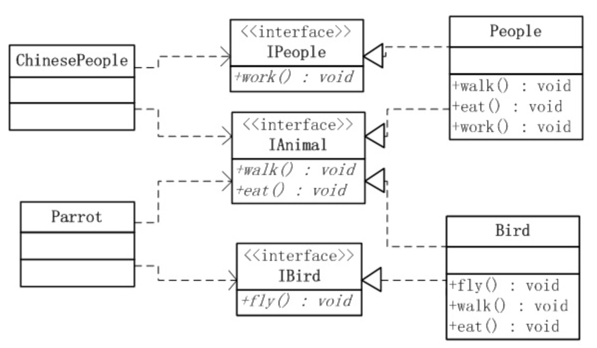 ChinesePeople
<<interface>>
IPeople
+work() : void
People
+walk() : void
+eat() : void
+work() : void
<<interface>>
IAnimal
+walk() : void
+eat() : void
Parrot
<<interface>>
IBird
+fly() : void
Bird
+fly() : void
+walk() : void
+eat() : void